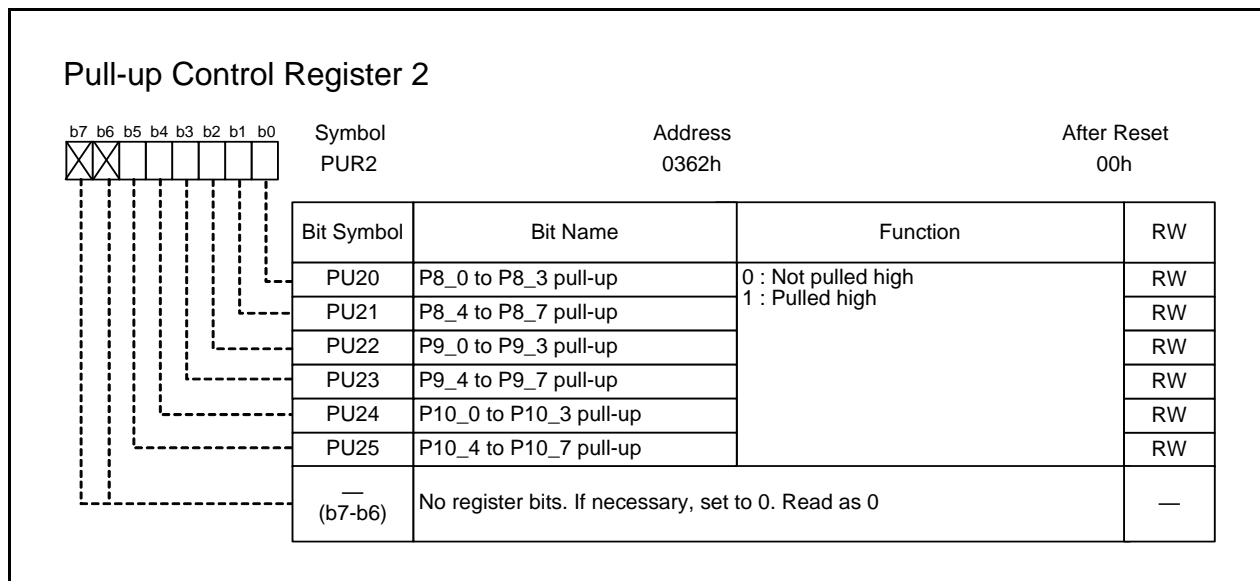 Pull-up Control Register 2
b7 b6 b5 b4 b3 b2 b1 b0
Symbol Address After Reset
PUR2 0362h 00h
Bit Symbol Bit Name Function RW
PU20 P8_0 to P8_3 pull-up 0 : Not pulled high RW
1 : Pulled high
PU21 P8_4 to P8_7 pull-up RW
PU22 P9_0 to P9_3 pull-up RW
PU23 P9_4 to P9_7 pull-up RW
PU24 P10_0 to P10_3 pull-up RW
PU25 P10_4 to P10_7 pull-up RW
—
(b7-b6) No register bits. If necessary, set to 0. Read as 0 —